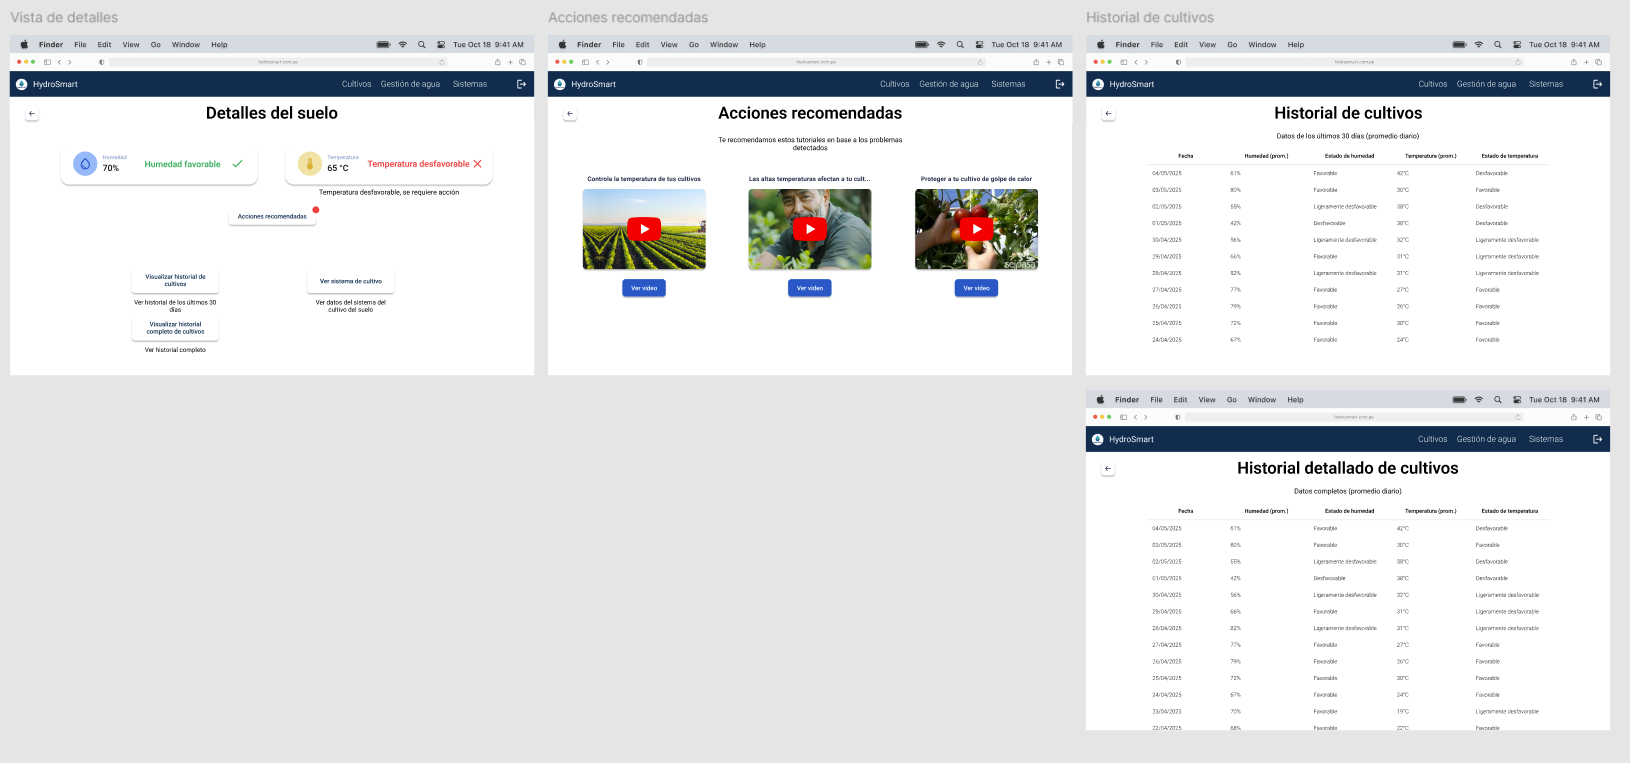 Vista de detalles
Finder File Edit View Go Window Help Tue Oct 18 9:41 AM
hydrosmart.com.pe
HydroSmart Cultivos Gestión de agua Sistemas
Detalles del suelo
Humedad
70%
Humedad favorable
Temperatura
65 °C
Temperatura desfavorable
Temperatura desfavorable, se requiere acción
Acciones recomendadas
Visualizar historial de
cultivos
Ver historial de los últimos 30
días
Ver sistema de cultivo
Ver datos del sistema del
cultivo del suelo
Visualizar historial
completo de cultivos
Ver historial completo
Acciones recomendadas
Finder File Edit View Go Window Help Tue Oct 18 9:41 AM
hydrosmart.com.pe
HydroSmart Cultivos Gestión de agua Sistemas
Acciones recomendadas
Te recomendamos estos tutoriales en base a los problemas
detectados
Controla la temperatura de tus cultivos
Las altas temperaturas afectan a tu cult...
Proteger a tu cultivo de golpe de calor
Ver video
Ver video
Ver video
Historial de cultivos
Finder File Edit View Go Window Help Tue Oct 18 9:41 AM
hydrosmart.com.pe
HydroSmart Cultivos Gestión de agua Sistemas
Historial de cultivos
Datos de los últimos 30 días (promedio diario)
Fecha Humedad (prom.) Estado de humedad Temperatura (prom.) Estado de temperatura
04/05/2025 61% Favorable 42°C Desfavorable
03/05/2025 80% Favorable 30°C Favorable
02/05/2025 55% Ligeramente desfavorable 38°C Desfavorable
01/05/2025 42% Desfavorable 38°C Desfavorable
30/04/2025 56% Ligeramente desfavorable 32°C Ligeramente desfavorable
29/04/2025 66% Favorable 31°C Ligeramente desfavorable
28/04/2025 82% Ligeramente desfavorable 31°C Ligeramente desfavorable
27/04/2025 77% Favorable 27°C Favorable
26/04/2025 79% Favorable 26°C Favorable
25/04/2025 72% Favorable 30°C Favorable
24/04/2025 67% Favorable 24°C Favorable
Finder File Edit View Go Window Help Tue Oct 18 9:41 AM
hydrosmart.com.pe
HydroSmart Cultivos Gestión de agua Sistemas
Historial detallado de cultivos
Datos completos (promedio diario)
Fecha Humedad (prom.) Estado de humedad Temperatura (prom.) Estado de temperatura
04/05/2025 61% Favorable 42°C Desfavorable
03/05/2025 80% Favorable 30°C Favorable
02/05/2025 55% Ligeramente desfavorable 38°C Desfavorable
01/05/2025 42% Desfavorable 38°C Desfavorable
30/04/2025 56% Ligeramente desfavorable 32°C Ligeramente desfavorable
29/04/2025 66% Favorable 31°C Ligeramente desfavorable
28/04/2025 82% Ligeramente desfavorable 31°C Ligeramente desfavorable
27/04/2025 77% Favorable 27°C Favorable
26/04/2025 79% Favorable 26°C Favorable
25/04/2025 72% Favorable 30°C Favorable
24/04/2025 67% Favorable 24°C Favorable
23/04/2025 70% Favorable 19°C Ligeramente desfavorable
22/04/2025 68% Favorable 22°C Favorable